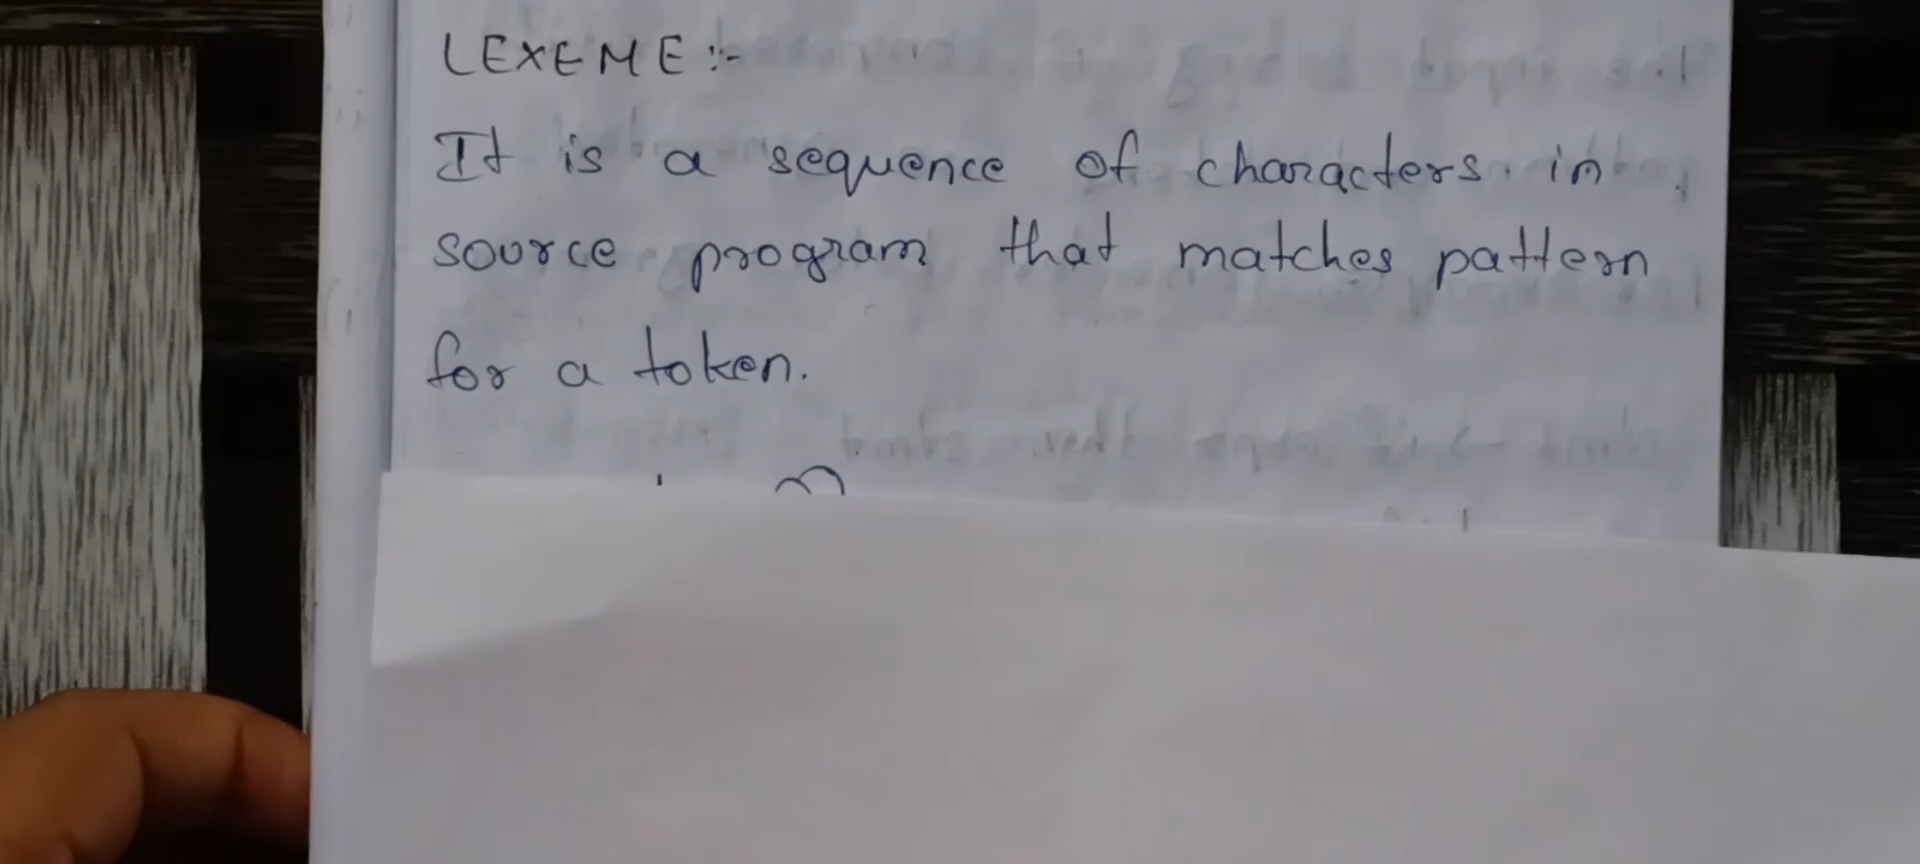 LEXEME :-
It is a sequence of characters in
source program that matches pattern
for a token.